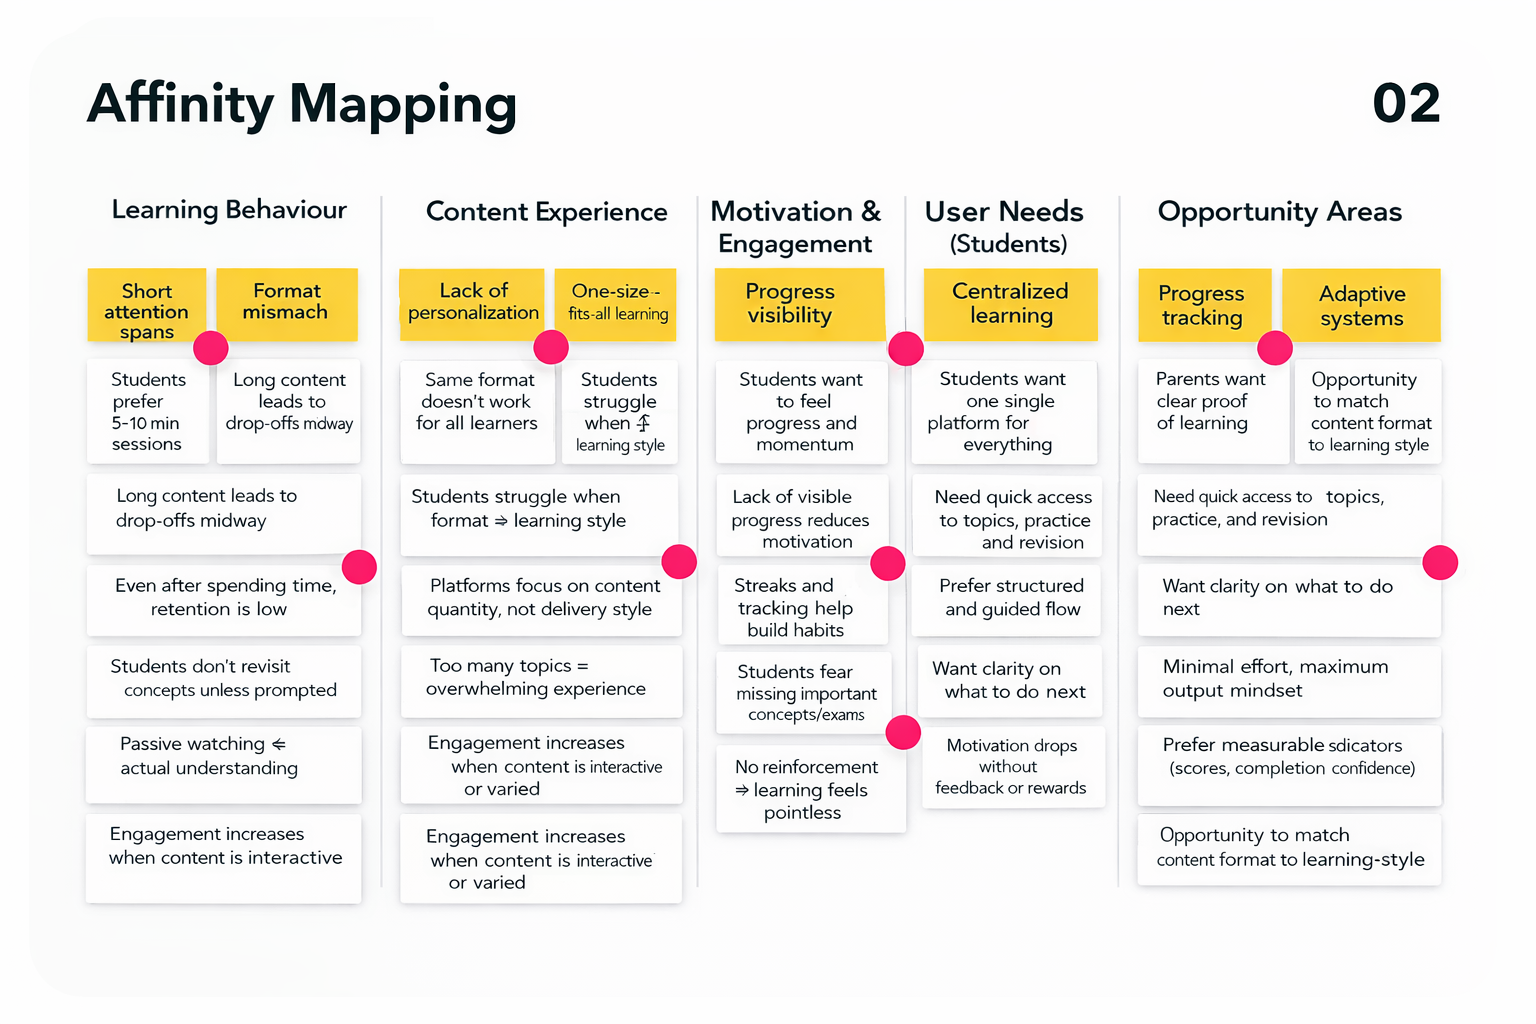 Affinity Mapping
02
Learning Behaviour
Short
attention
spans
Format
mismach
Students
prefer
5-10 min
sessions
Long content
leads to
drop-offs mdway
Long content leads to
drop-offs midway
Even after spending time,
retention is low
Students don't revisit
concepts unless prompted
Passive watching
actual understanding
Engagement increases
when content is interactive
Content Experience
Lack of
personalization
One-size--
fits-all learning
Same format
doesn't work
for all learners
Students
struggle
when
learning style
Students struggle when
format ⇒ learning style
Platforms focus on content
quantity, not delivery style
Too many topics =
overwhelming experience
Engagement increases
when content is interactive
or varied
Engagement increases
when content is interactive
or varied
Motivation &
Engagement
Progress
visibility
Students want
to feel
progress and
momentum
Lack of visible
progress reduces
motivation
Streaks and
tracking help
build habits
Students fear
missing important
concepts/exams
No reinforcement
⇒ learning feels
pointless
User Needs
(Students)
Centralized
learning
Students want
one single
platform for
everything
Need quick access
to topics, practice
and revision
Prefer structured
and guided flow
Want clarity on
what to do next
Motivation drops
without
feedback or rewards
Opportunity Areas
Progress
tracking
Adaptive
systems
Parents want
clear proof
of learning
Opportunity
to match
content format
to learning style
Need quick access to topics,
practice, and revision
Want clarity on what to do
next
Minimal effort, maximum
output mindset
Prefer measurable sdicators
(scores, completion confidence)
Opportunity to match
content format to learning-style